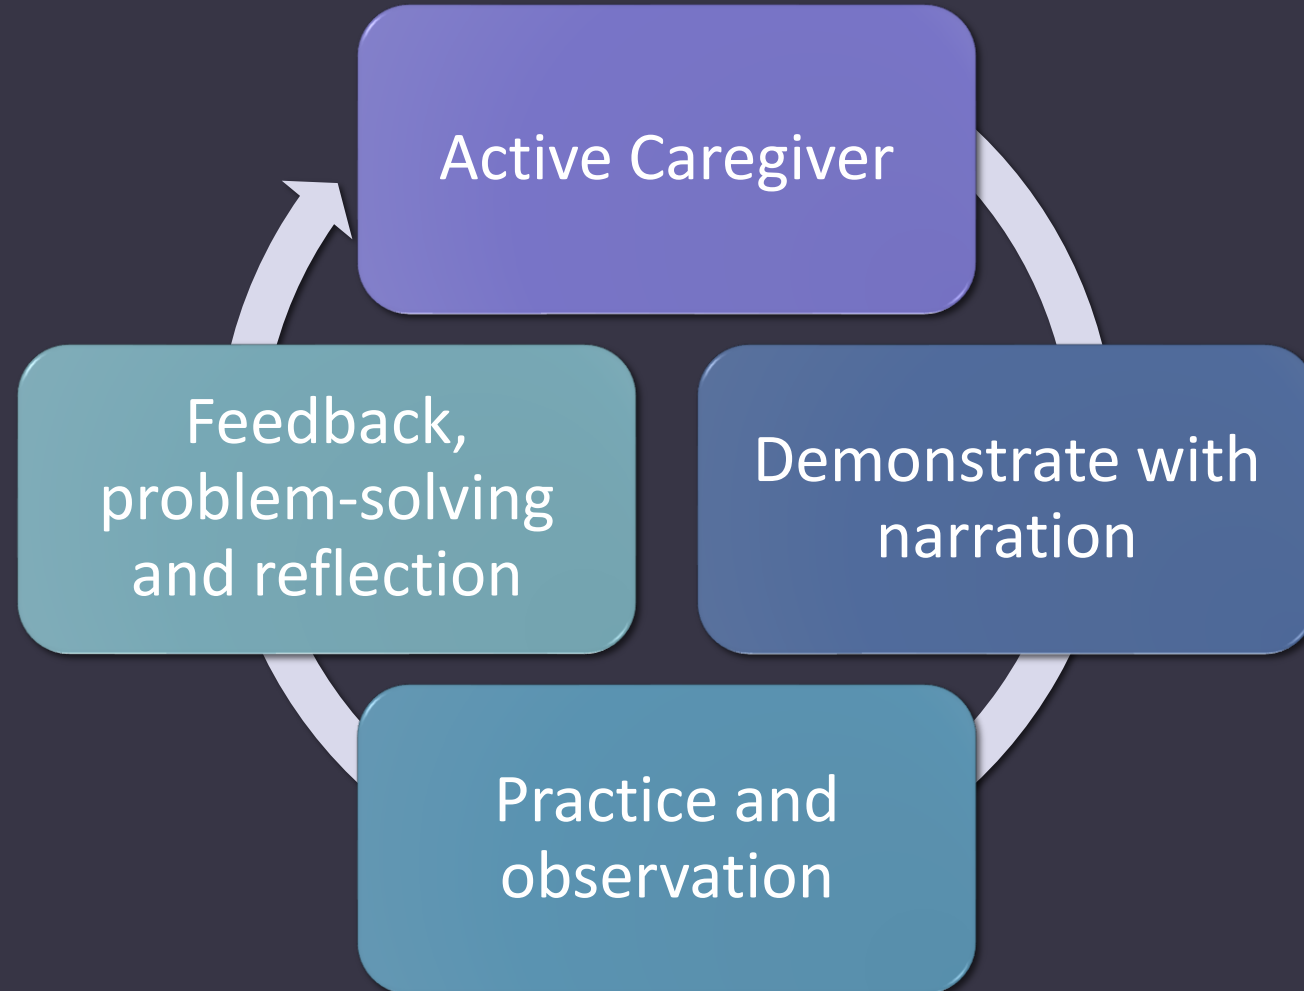 Active Caregiver
Demonstrate with
narration
Practice and
observation
Feedback,
problem-solving
and reflection